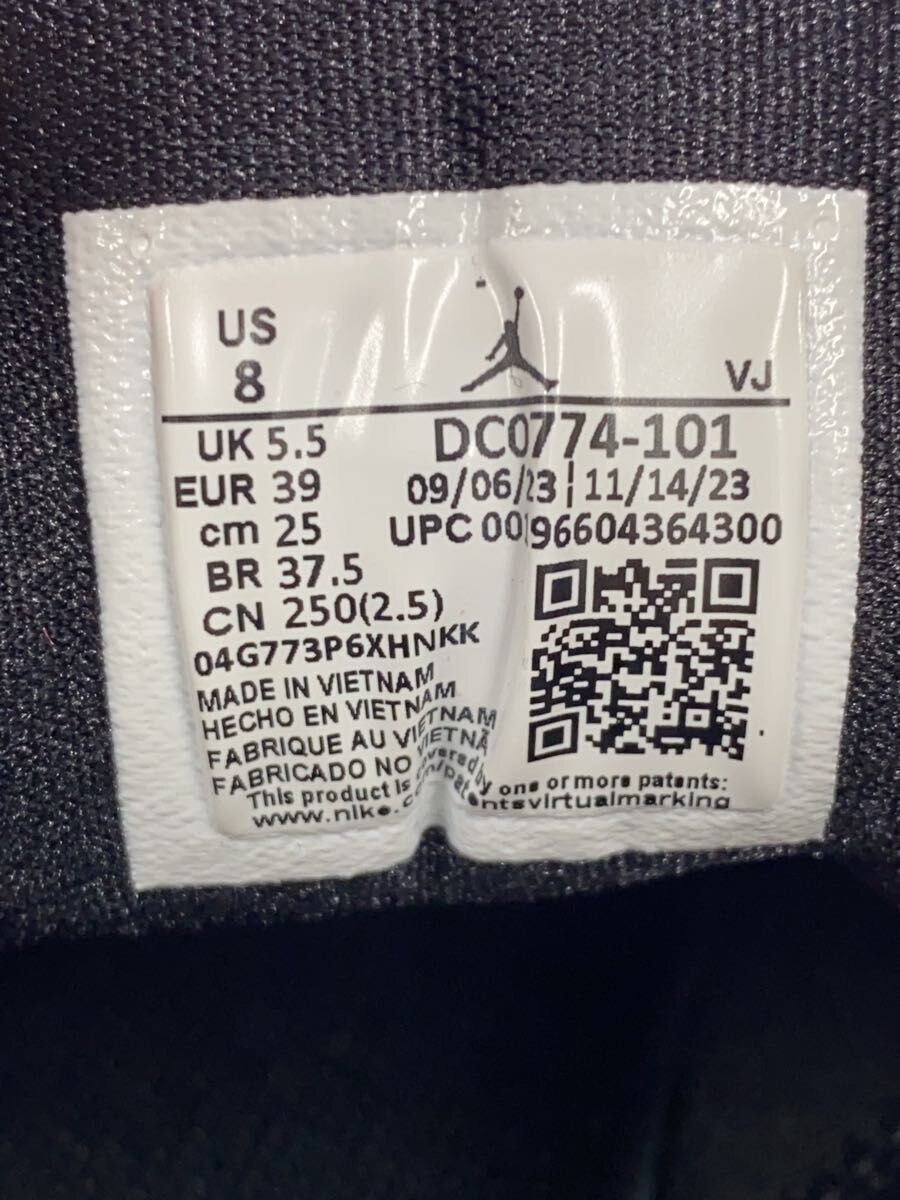 US
8
VJ
UK 5.5
EUR 39
cm 25
BR 37.5
CN 250(2.5)
DC0774-101
09/06/23 | 11/14/23
UPC 00196604364300
04G773P6XHNKK
MADE IN VIETNAM
HECHO EN VIETNAM
FABRIQUE AU VIETNAM
FABRICADO NO VIETNA
This product is covered by one or more patents:
www.nike.com/patentsvirtualmarking